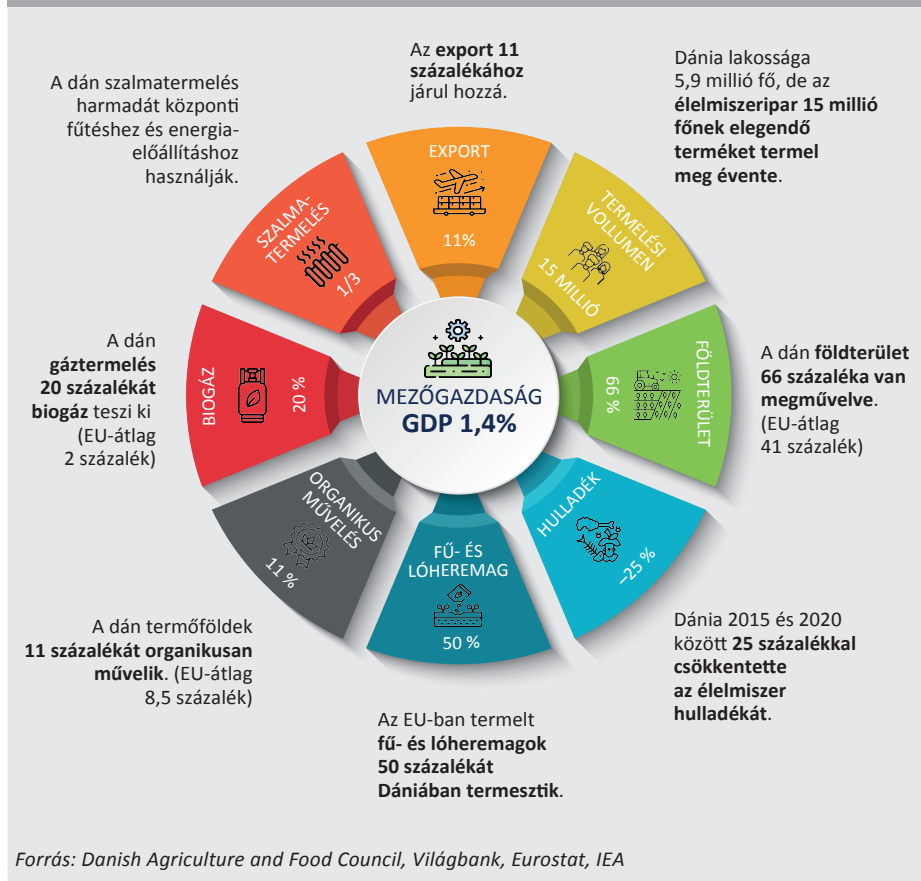 Az export 11
százalékához
járul hozzá.
Dánia lakossága
5,9 millió fő, de az
élelmiszeripar 15 millió
főnek elegendő
terméket termel
meg évente.
A dán szalmatermelés
harmadát központi
fűtéshez és energia-
előállításhoz
használják.
EXPORT
11%
TERMELÉSI
VOLLUMEN
15 MILLIÓ
SZALMA-
TERMELÉS
1/3
FÖLDTERÜLET
66 %
A dán földterület
66 százaléka van
megművelve.
(EU-átlag
41 százalék)
A dán
gáztermelés
20 százalékát
biogáz teszi ki
(EU-átlag
2 százalék)
BIOGÁZ
20 %
MEZŐGAZDASÁG
GDP 1,4%
HULLADÉK
–25 %
ORGANIKUS
MŰVELÉS
11 %
FŰ- ÉS
LÓHEREMAG
50 %
A dán termőföldek
11 százalékát organikusan
művelik. (EU-átlag
8,5 százalék)
Dánia 2015 és 2020
között 25 százalékkal
csökkentette
az élelmiszer
hulladékát.
Az EU-ban termelt
fű- és lóheremagok
50 százalékát
Dániában termesztik.
Forrás: Danish Agriculture and Food Council, Világbank, Eurostat, IEA